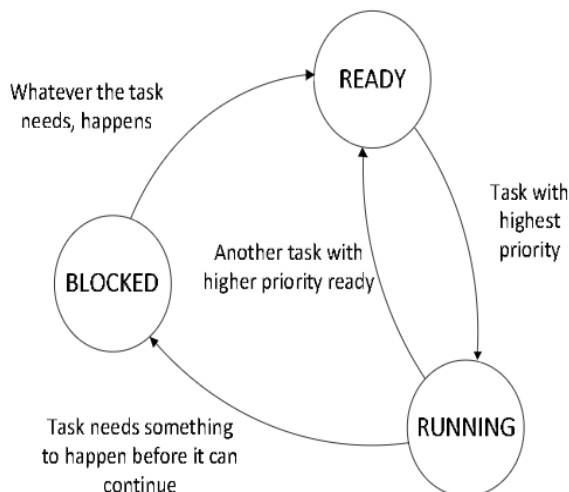 READY
Whatever the task
needs, happens
Task with
highest
priority
Another task with
higher priority ready
BLOCKED
RUNNING
Task needs something
to happen before it can
continue